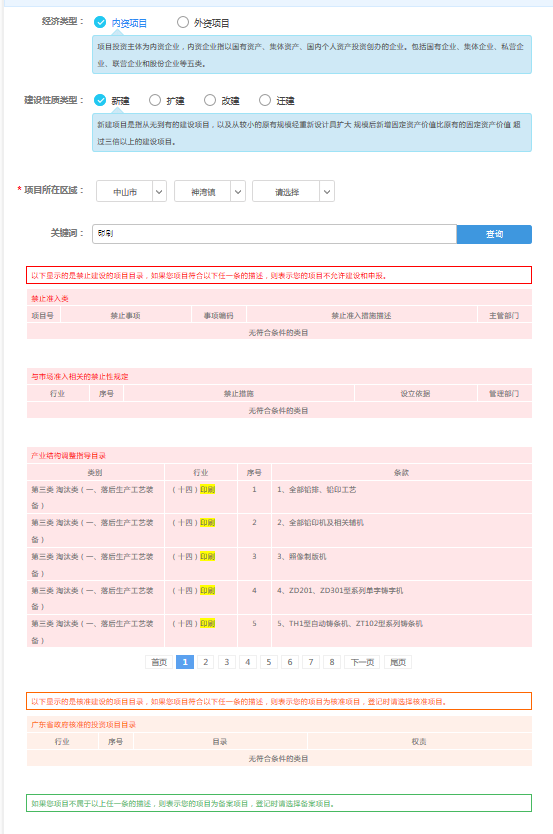 经济类型： 内资项目 外资项目
项目投资主体为内资企业，内资企业指以国有资产、集体资产、国内个人资产投资创办的企业。包括国有企业、集体企业、私营企
业、联营企业和股份企业等五类。
建设性质类型： 新建 扩建 改建 迁建
新建项目是指从无到有的建设项目，以及从较小的原有规模经重新设计员扩大 规模后新增固定资产价值比原有的固定资产价值 超
过三倍以上的建设项目。
* 项目所在区域： 中山市 神湾镇 请选择
关键词： 印刷 查询
以下显示的是禁止建设的项目目录，如果您项目符合以下任一条的描述，则表示您的项目不允许建设和申报。
禁止准入类
项目号 禁止事项 事项编码 禁止准入措施描述 主管部门
无符合条件的类目
与市场准入相关的禁止性规定
行业 序号 禁止措施 设立依据 管理部门
无符合条件的类目
产业结构调整指导目录
类别 行业 序号 条款
第三类 淘汰类（一、落后生产工艺装 （十四）印刷 1 1、全部铅排、铅印工艺
备）
第三类 淘汰类（一、落后生产工艺装 （十四）印刷 2 2、全部铅印机及相关辅机
备）
第三类 淘汰类（一、落后生产工艺装 （十四）印刷 3 3、照像制版机
备）
第三类 淘汰类（一、落后生产工艺装 （十四）印刷 4 4、ZD201、ZD301型系列单字铸字机
备）
第三类 淘汰类（一、落后生产工艺装 （十四）印刷 5 5、TH1型自动铸条机、ZT102型系列铸条机
备）
首页 1 2 3 4 5 6 7 8 下一页 尾页
以下显示的是核准建设的项目目录，如果您项目符合以下任一条的描述，则表示您的项目为核准项目，登记时请选择核准项目。
广东省政府核准的投资项目目录
行业 序号 目录 权责
无符合条件的类目
如果您项目不属于以上任一条的描述，则表示您的项目为备案项目，登记时请选择备案项目。